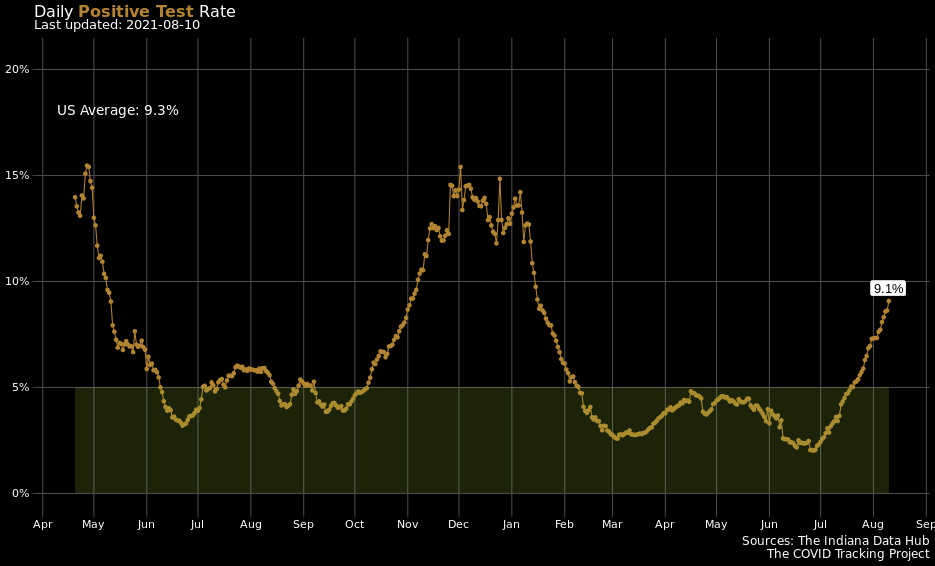 Daily Positive Test Rate
Last updated: 2021-08-10
20%
US Average: 9.3%
15%
10%
9.1%
5%
0%
Apr May Jun Jul Aug Sep Oct Nov Dec Jan Feb Mar Apr May Jun Jul Aug Sep
Sources: The Indiana Data Hub
The COVID Tracking Project